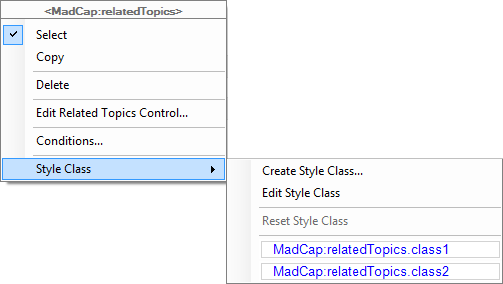 <MadCap:relatedTopics>
Select
Copy
Delete
Edit Related Topics Control...
Conditions...
Style Class
Create Style Class...
Edit Style Class
Reset Style Class
MadCap:relatedTopics.class1
MadCap:relatedTopics.class2